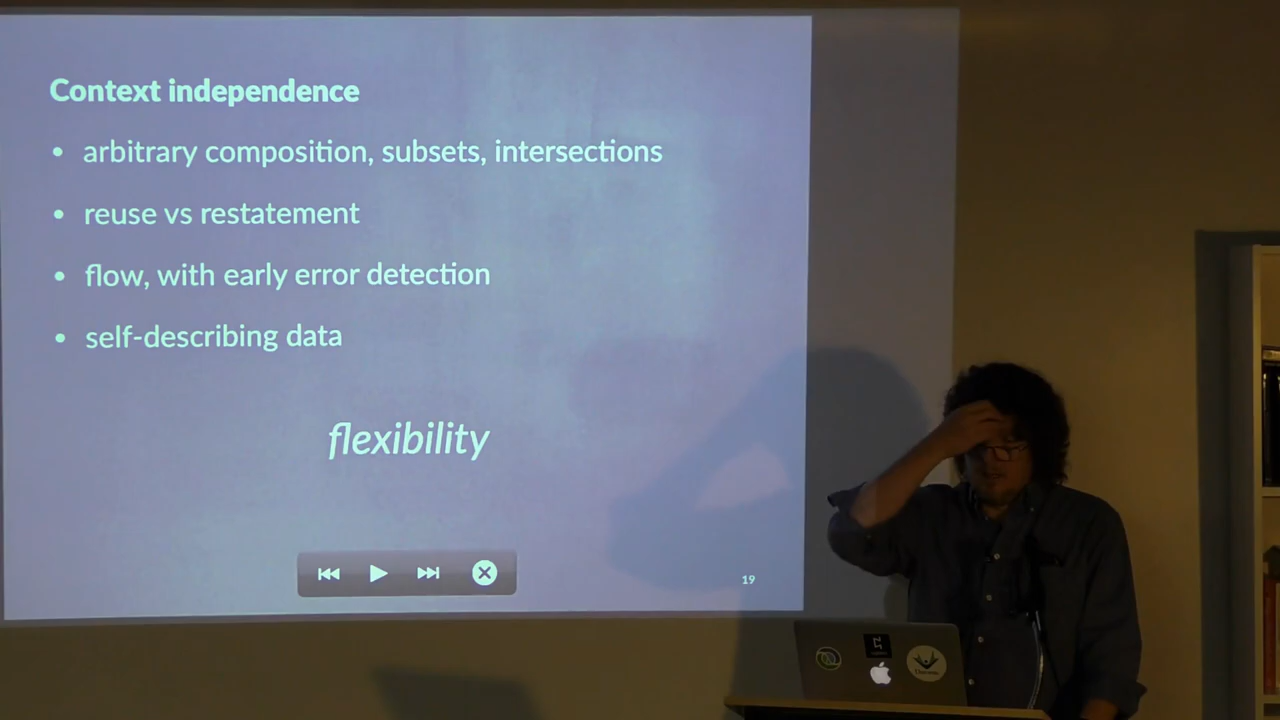 Context independence
• arbitrary composition, subsets, intersections
• reuse vs restatement
• flow, with early error detection
• self-describing data
flexibility
19